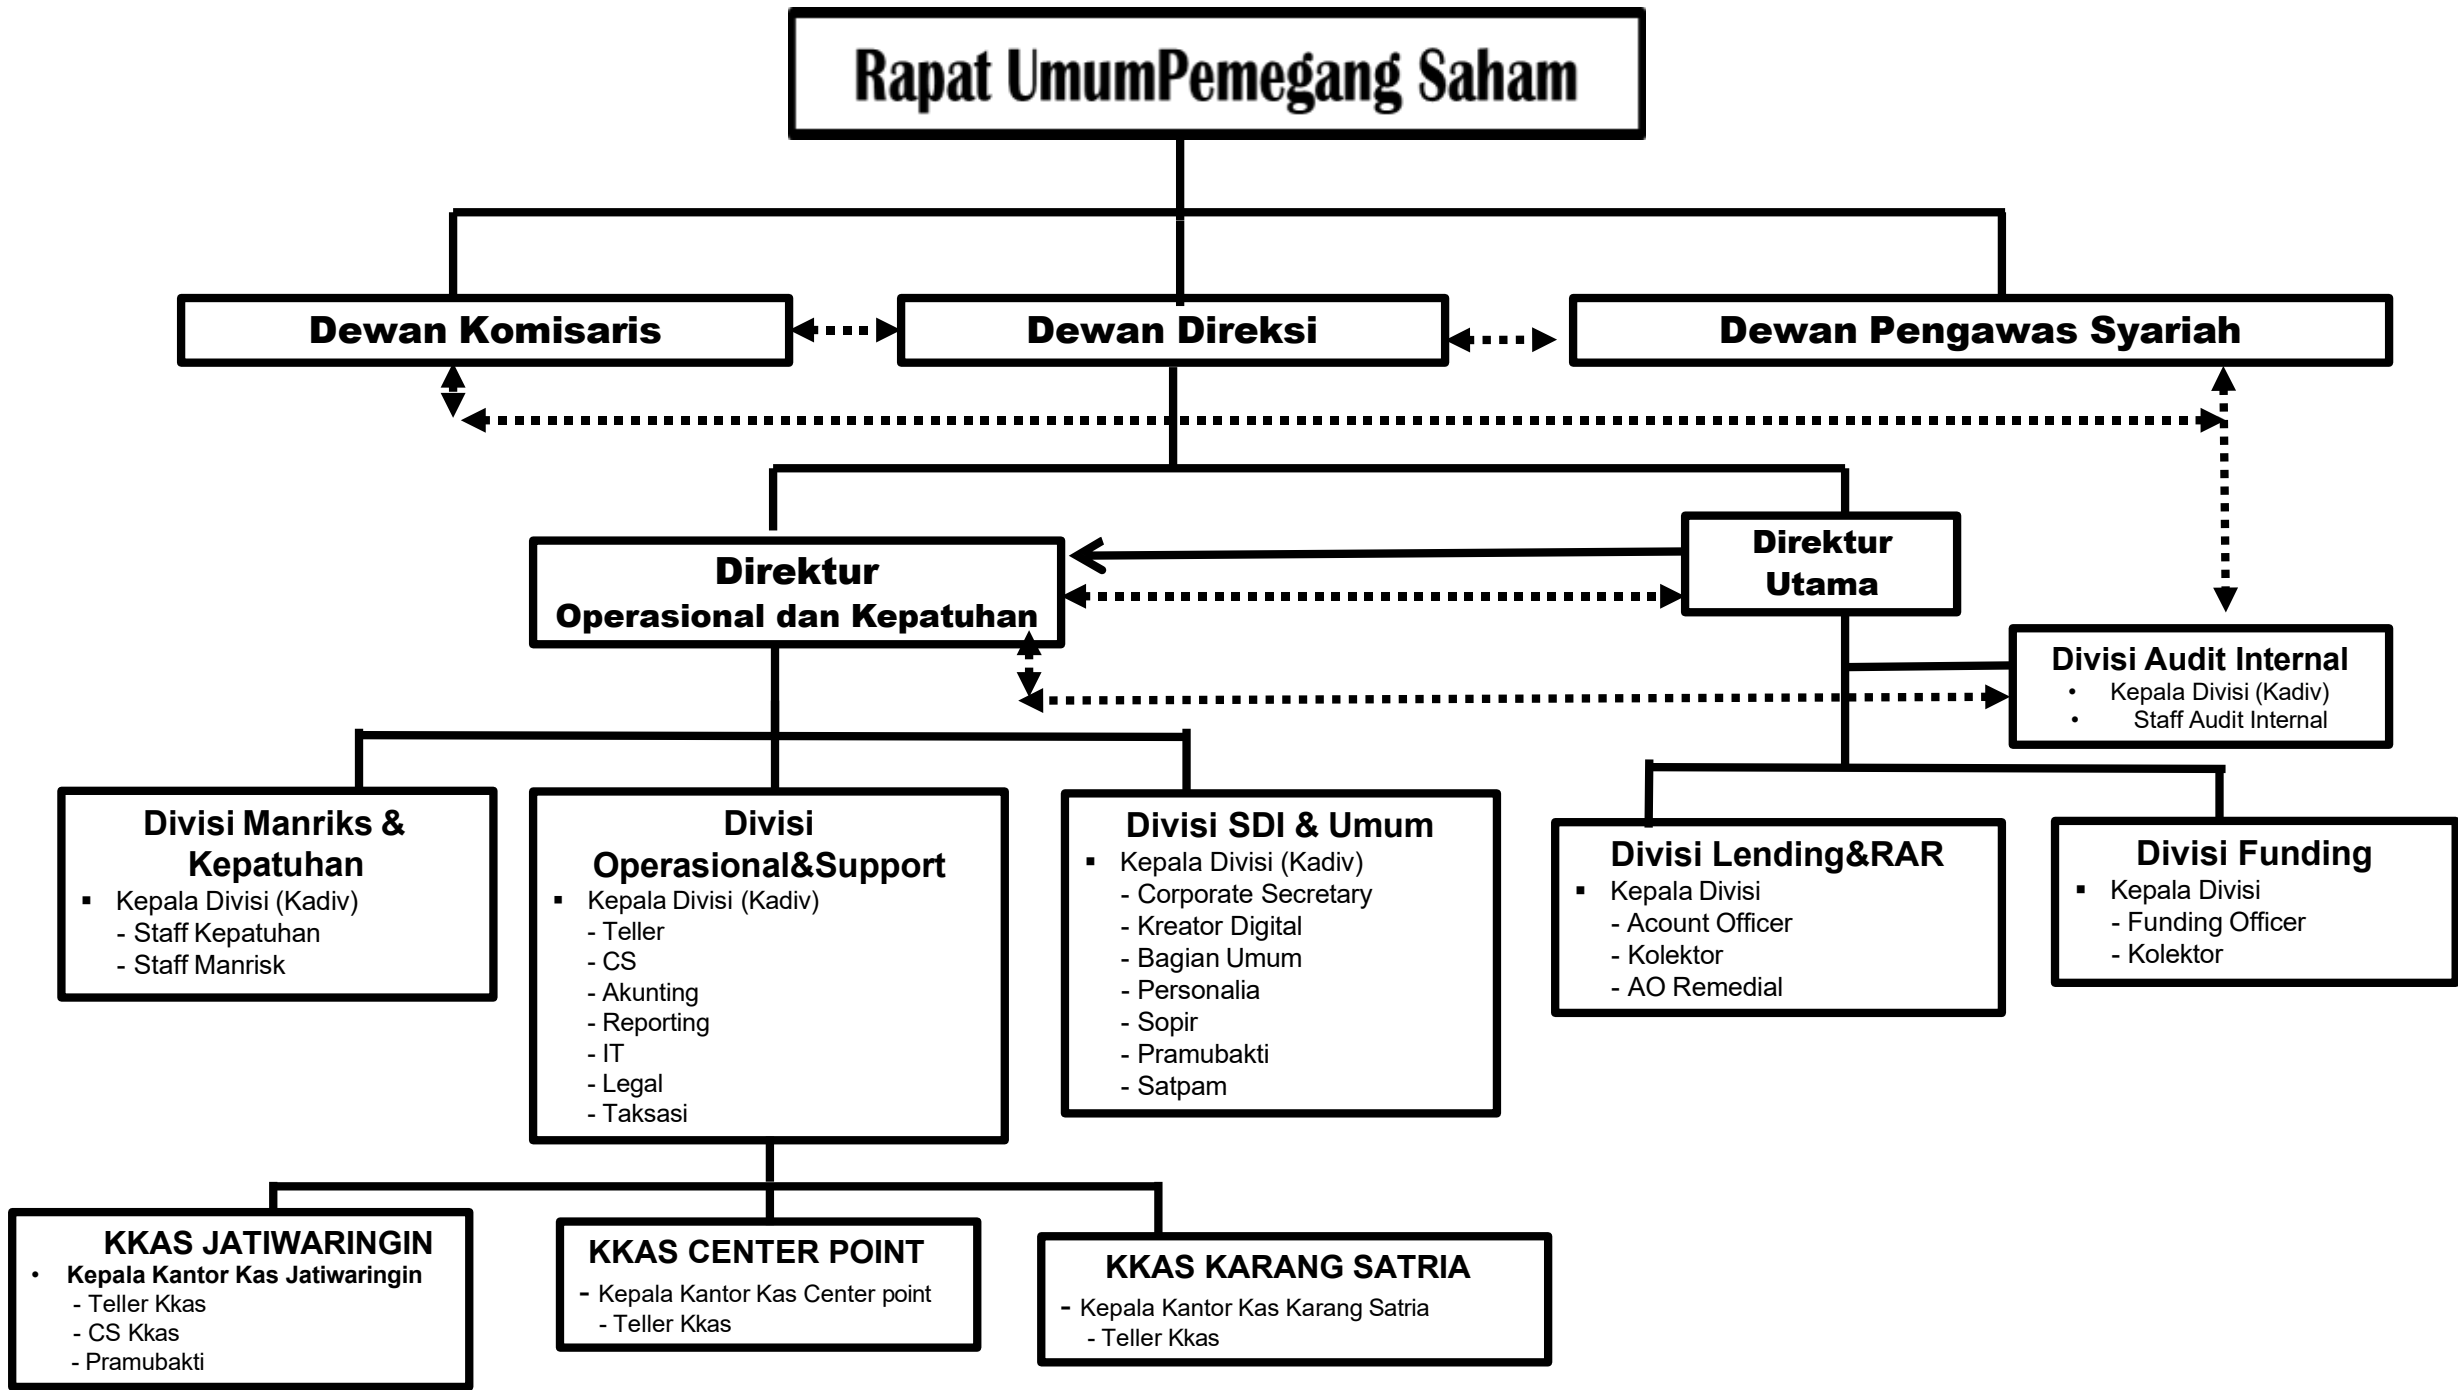 Rapat UmumPemegang Saham
Dewan Komisaris
Dewan Direksi
Dewan Pengawas Syariah
Direktur
Operasional dan Kepatuhan
Direktur
Utama
Divisi Audit Internal
• Kepala Divisi (Kadiv)
• Staff Audit Internal
Divisi Manriks &
Kepatuhan
▪ Kepala Divisi (Kadiv)
- Staff Kepatuhan
- Staff Manrisk
Divisi
Operasional&Support
▪ Kepala Divisi (Kadiv)
- Teller
- CS
- Akunting
- Reporting
- IT
- Legal
- Taksasi
Divisi SDI & Umum
▪ Kepala Divisi (Kadiv)
- Corporate Secretary
- Kreator Digital
- Bagian Umum
- Personalia
- Sopir
- Pramubakti
- Satpam
Divisi Lending&RAR
▪ Kepala Divisi
- Acount Officer
- Kolektor
- AO Remedial
Divisi Funding
▪ Kepala Divisi
- Funding Officer
- Kolektor
KKAS JATIWARINGIN
• Kepala Kantor Kas Jatiwaringin
- Teller Kkas
- CS Kkas
- Pramubakti
KKAS CENTER POINT
- Kepala Kantor Kas Center point
- Teller Kkas
KKAS KARANG SATRIA
- Kepala Kantor Kas Karang Satria
- Teller Kkas